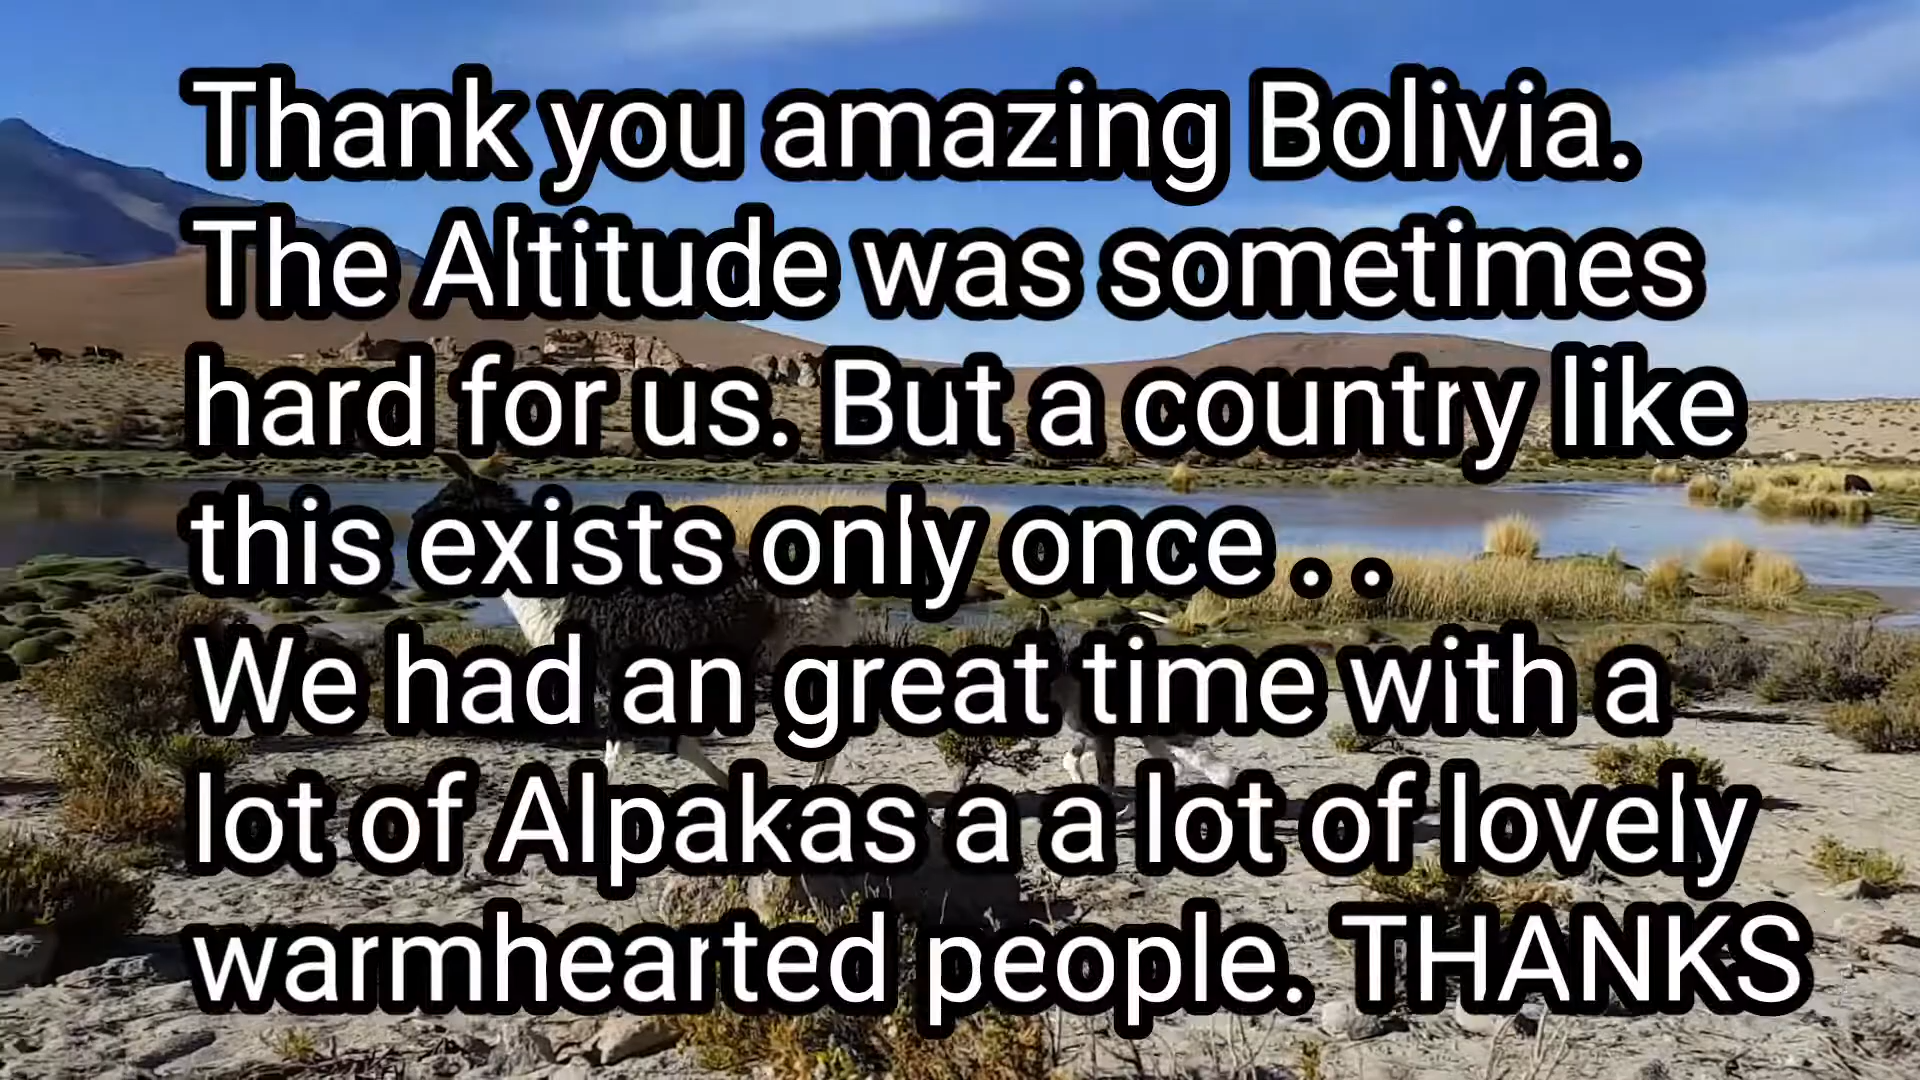 Thank you amazing Bolivia.
The Altitude was sometimes
hard for us. But a country like
this exists only once . .
We had an great time with a
lot of Alpakas a a lot of lovely
warmhearted people. THANKS